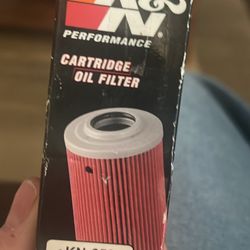 K&N
PERFORMANCE
CARTRIDGE
OIL FILTER